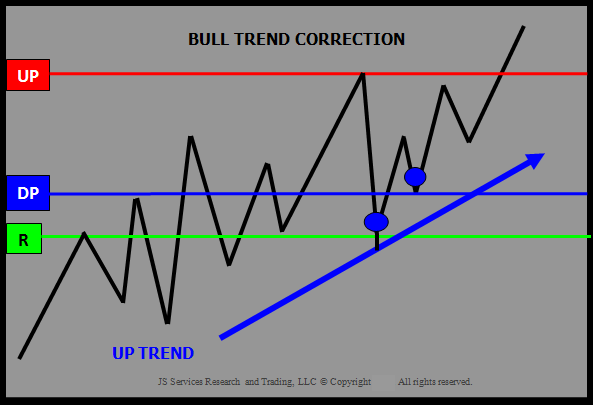 BULL TREND CORRECTION
UP
DP
R
UP TREND
JS Services Research and Trading, LLC © Copyright All rights reserved.